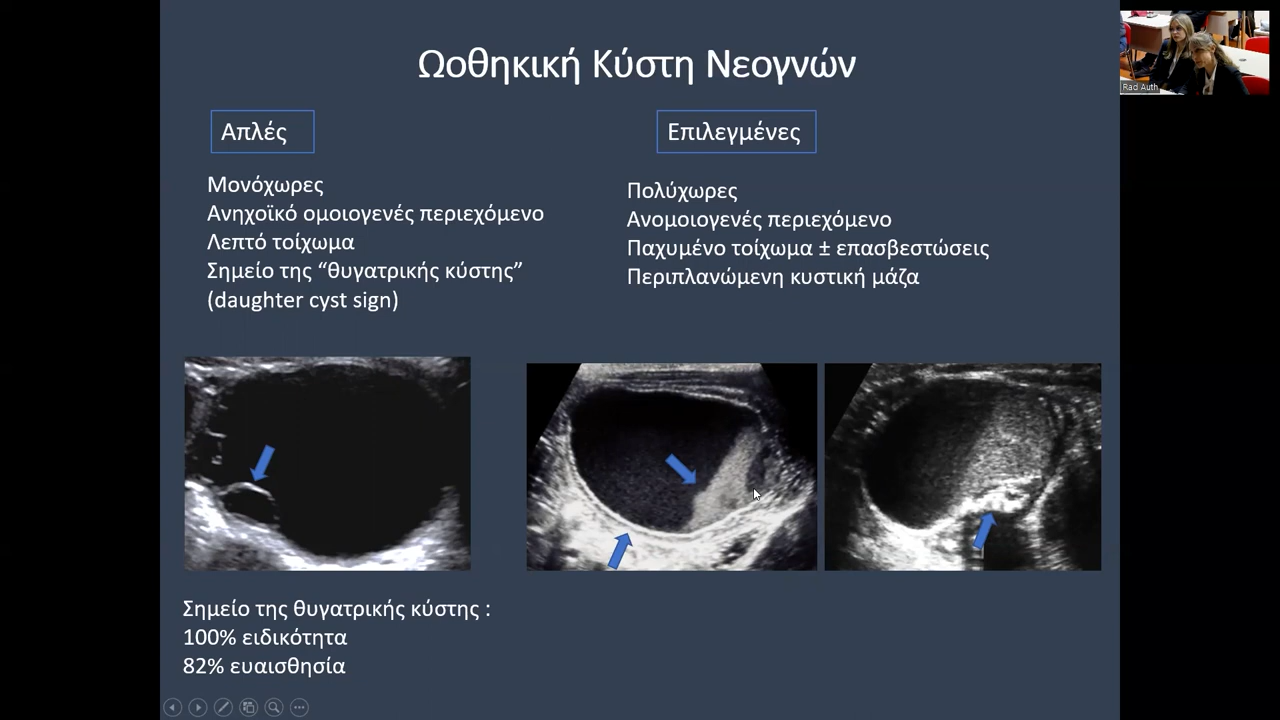 Ωοθηκική Κύστη Νεογνών
Απλές
Μονόχωρες
Ανηχοϊκό ομοιογενές περιεχόμενο
Λεπτό τοίχωμα
Σημείο της “θυγατρικής κύστης”
(daughter cyst sign)
Επιλεγμένες
Πολύχωρες
Ανομοιογενές περιεχόμενο
Παχυμένο τοίχωμα ± επασβεστώσεις
Περιπλανώμενη κυστική μάζα
Σημείο της θυγατρικής κύστης :
100% ειδικότητα
82% ευαισθησία
Rad Auth